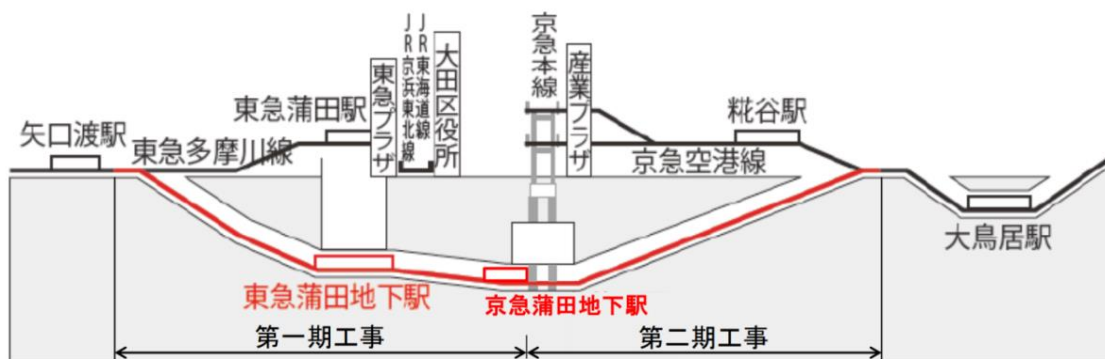 矢口渡駅
東急多摩川線
東急蒲田駅
東急プラザ
JR京浜東北線
JR東海道線
大田区役所
京急本線
産業プラザ
京急空港線
糀谷駅
大鳥居駅
東急蒲田地下駅
京急蒲田地下駅
第一期工事
第二期工事